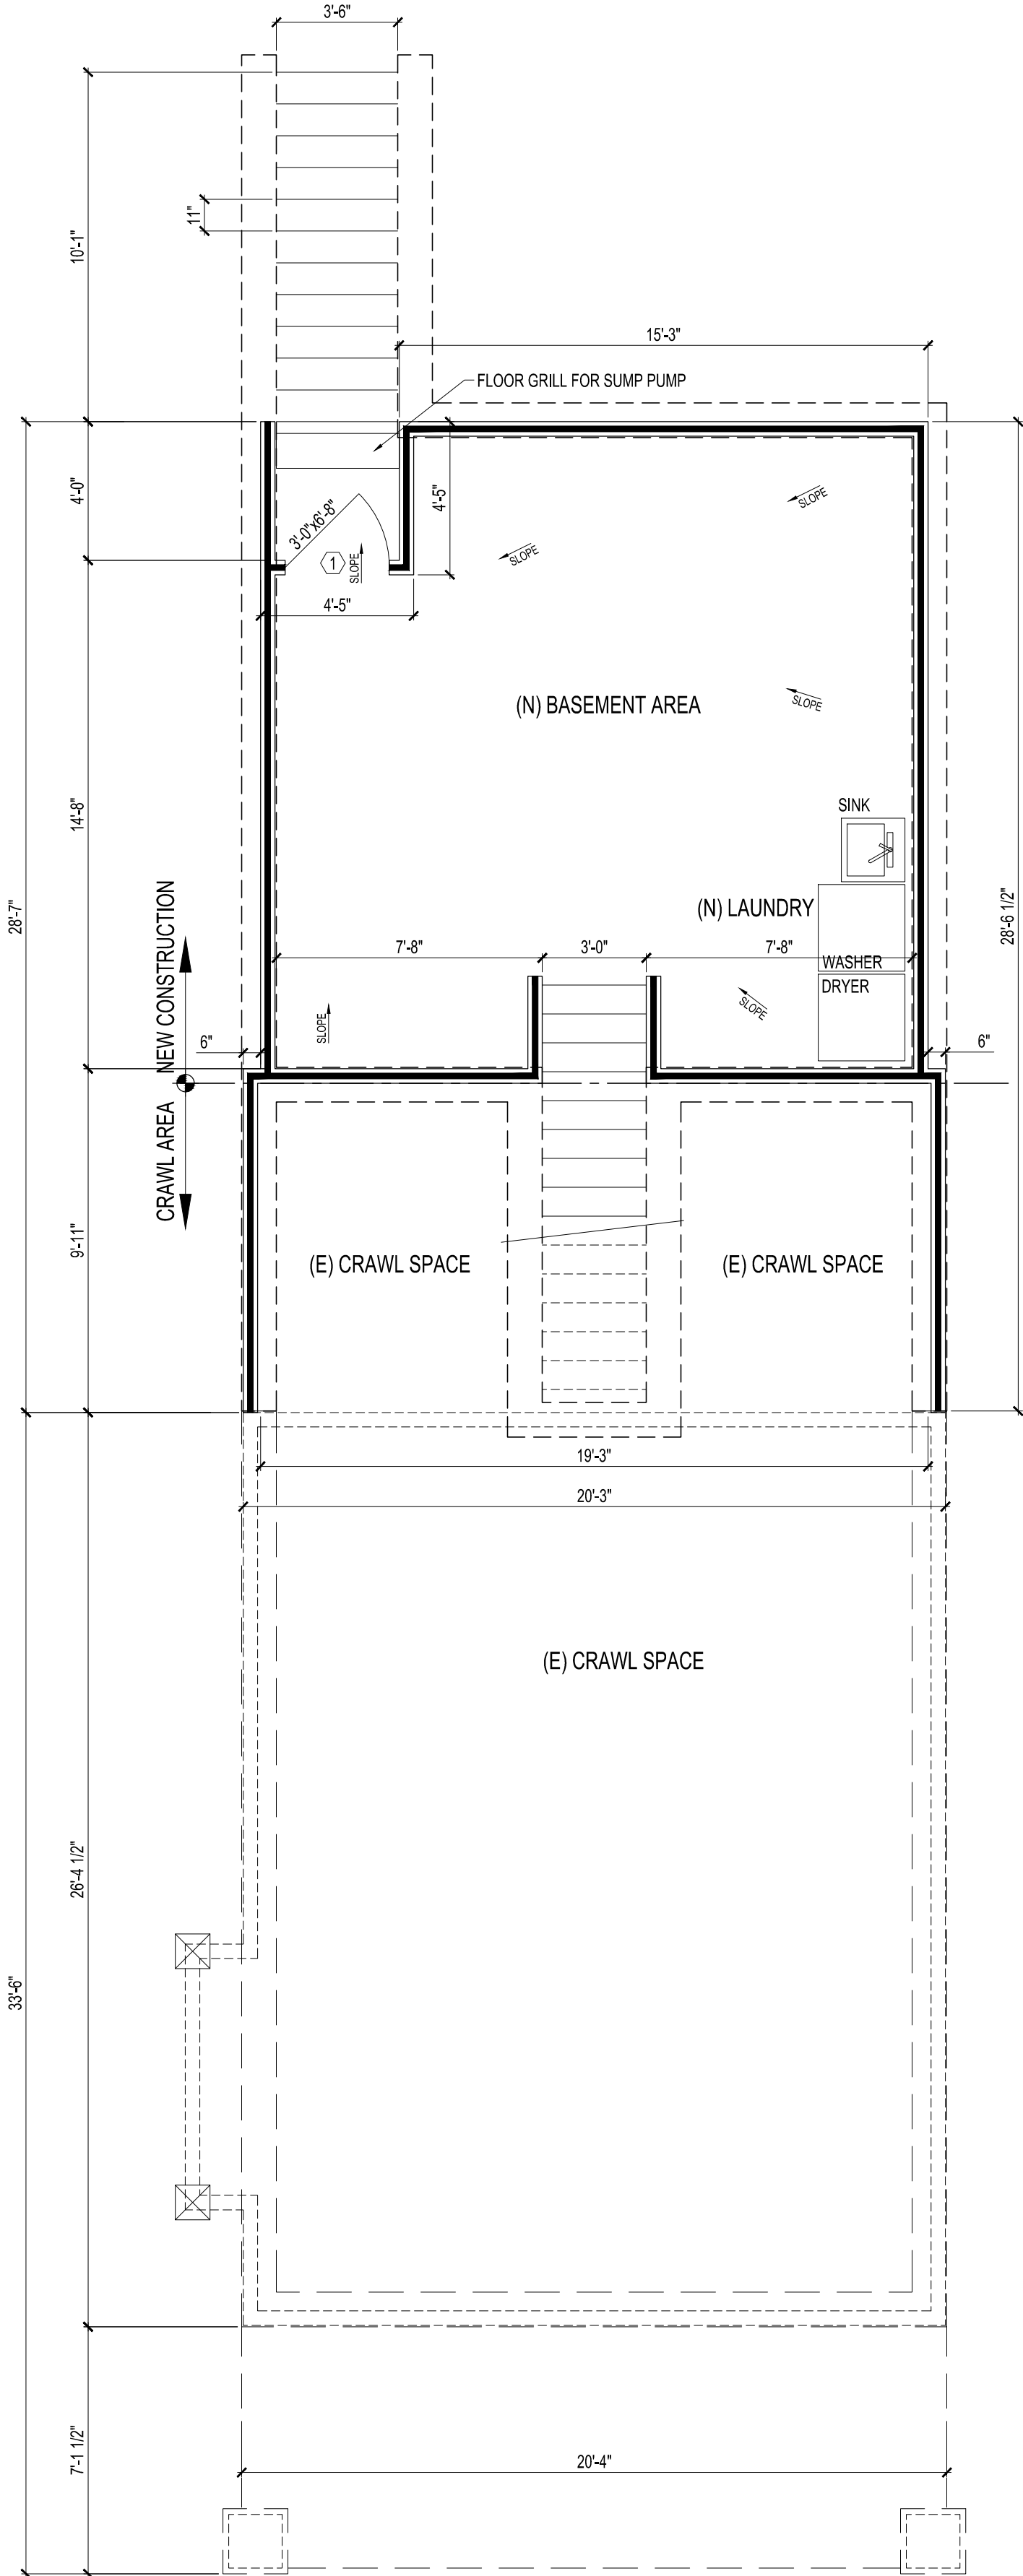 3'-6"
10'-1"
11"
15'-3"
FLOOR GRILL FOR SUMP PUMP
4'-0"
4'-5"
3'-0"x6'-8"
1
SLOPE
SLOPE
SLOPE
4'-5"
(N) BASEMENT AREA
SLOPE
14'-8"
SINK
28'-7"
NEW CONSTRUCTION
(N) LAUNDRY
28'-6 1/2"
7'-8"
3'-0"
7'-8"
WASHER
DRYER
SLOPE
SLOPE
6"
6"
CRAWL AREA
9'-11"
(E) CRAWL SPACE
(E) CRAWL SPACE
19'-3"
20'-3"
(E) CRAWL SPACE
26'-4 1/2"
33'-6"
7'-1 1/2"
20'-4"